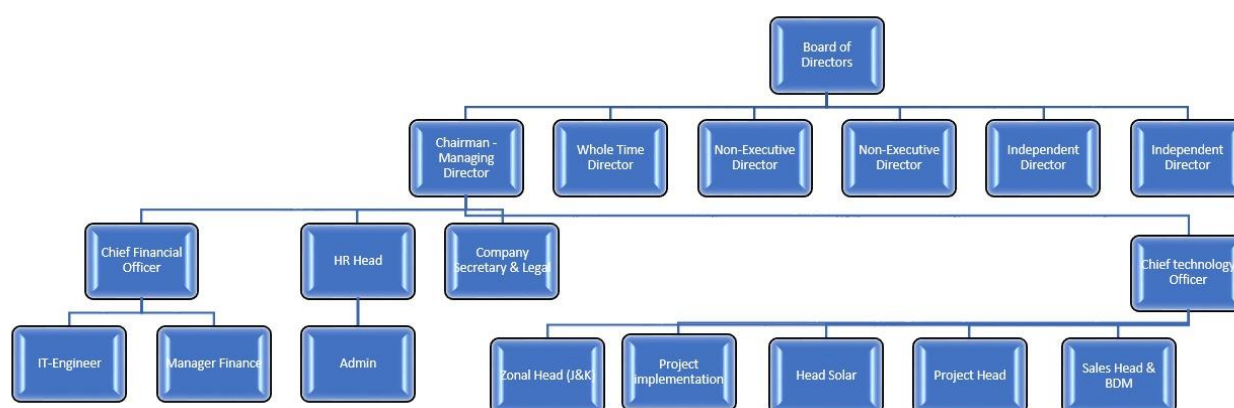 Board of
Directors
Chairman -
Managing
Director
Whole Time
Director
Non-Executive
Director
Non-Executive
Director
Independent
Director
Independent
Director
Chief Financial
Officer
HR Head
Company
Secretary & Legal
Chief technology
Officer
IT-Engineer
Manager Finance
Admin
Zonal Head (J&K)
Project
implementation
Head Solar
Project Head
Sales Head &
BDM